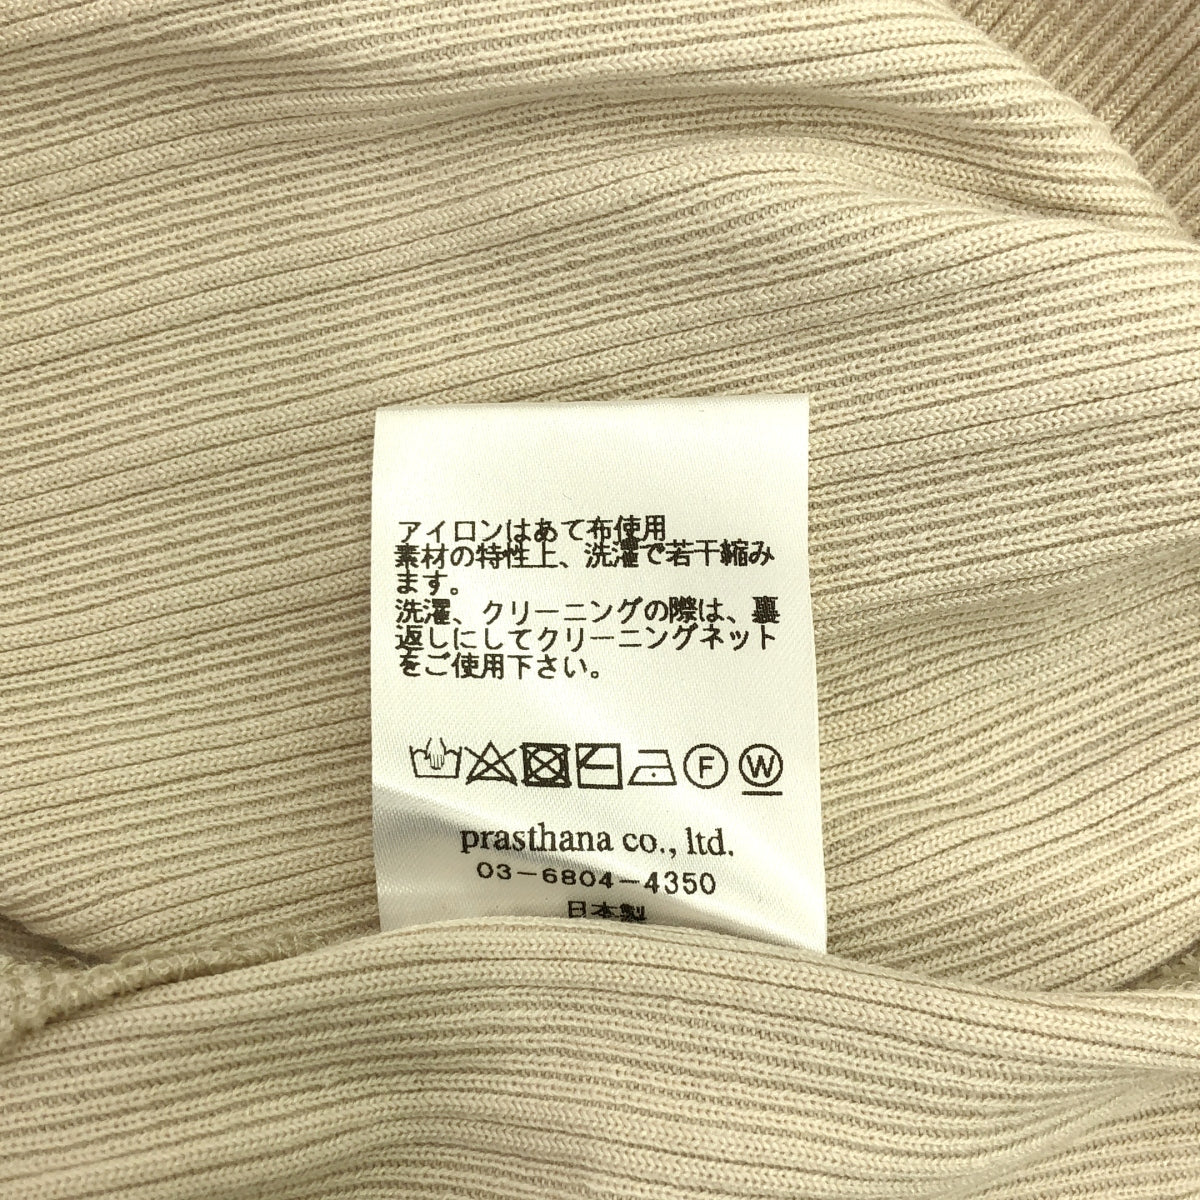 アイロンはあて布使用
素材の特性上、洗濯で若干縮み
ます。
洗濯、クリーニングの際は、裏
返しにしてクリーニングネット
をご使用下さい。
F W
prasthana co., ltd.
03-6804-4350
日本製